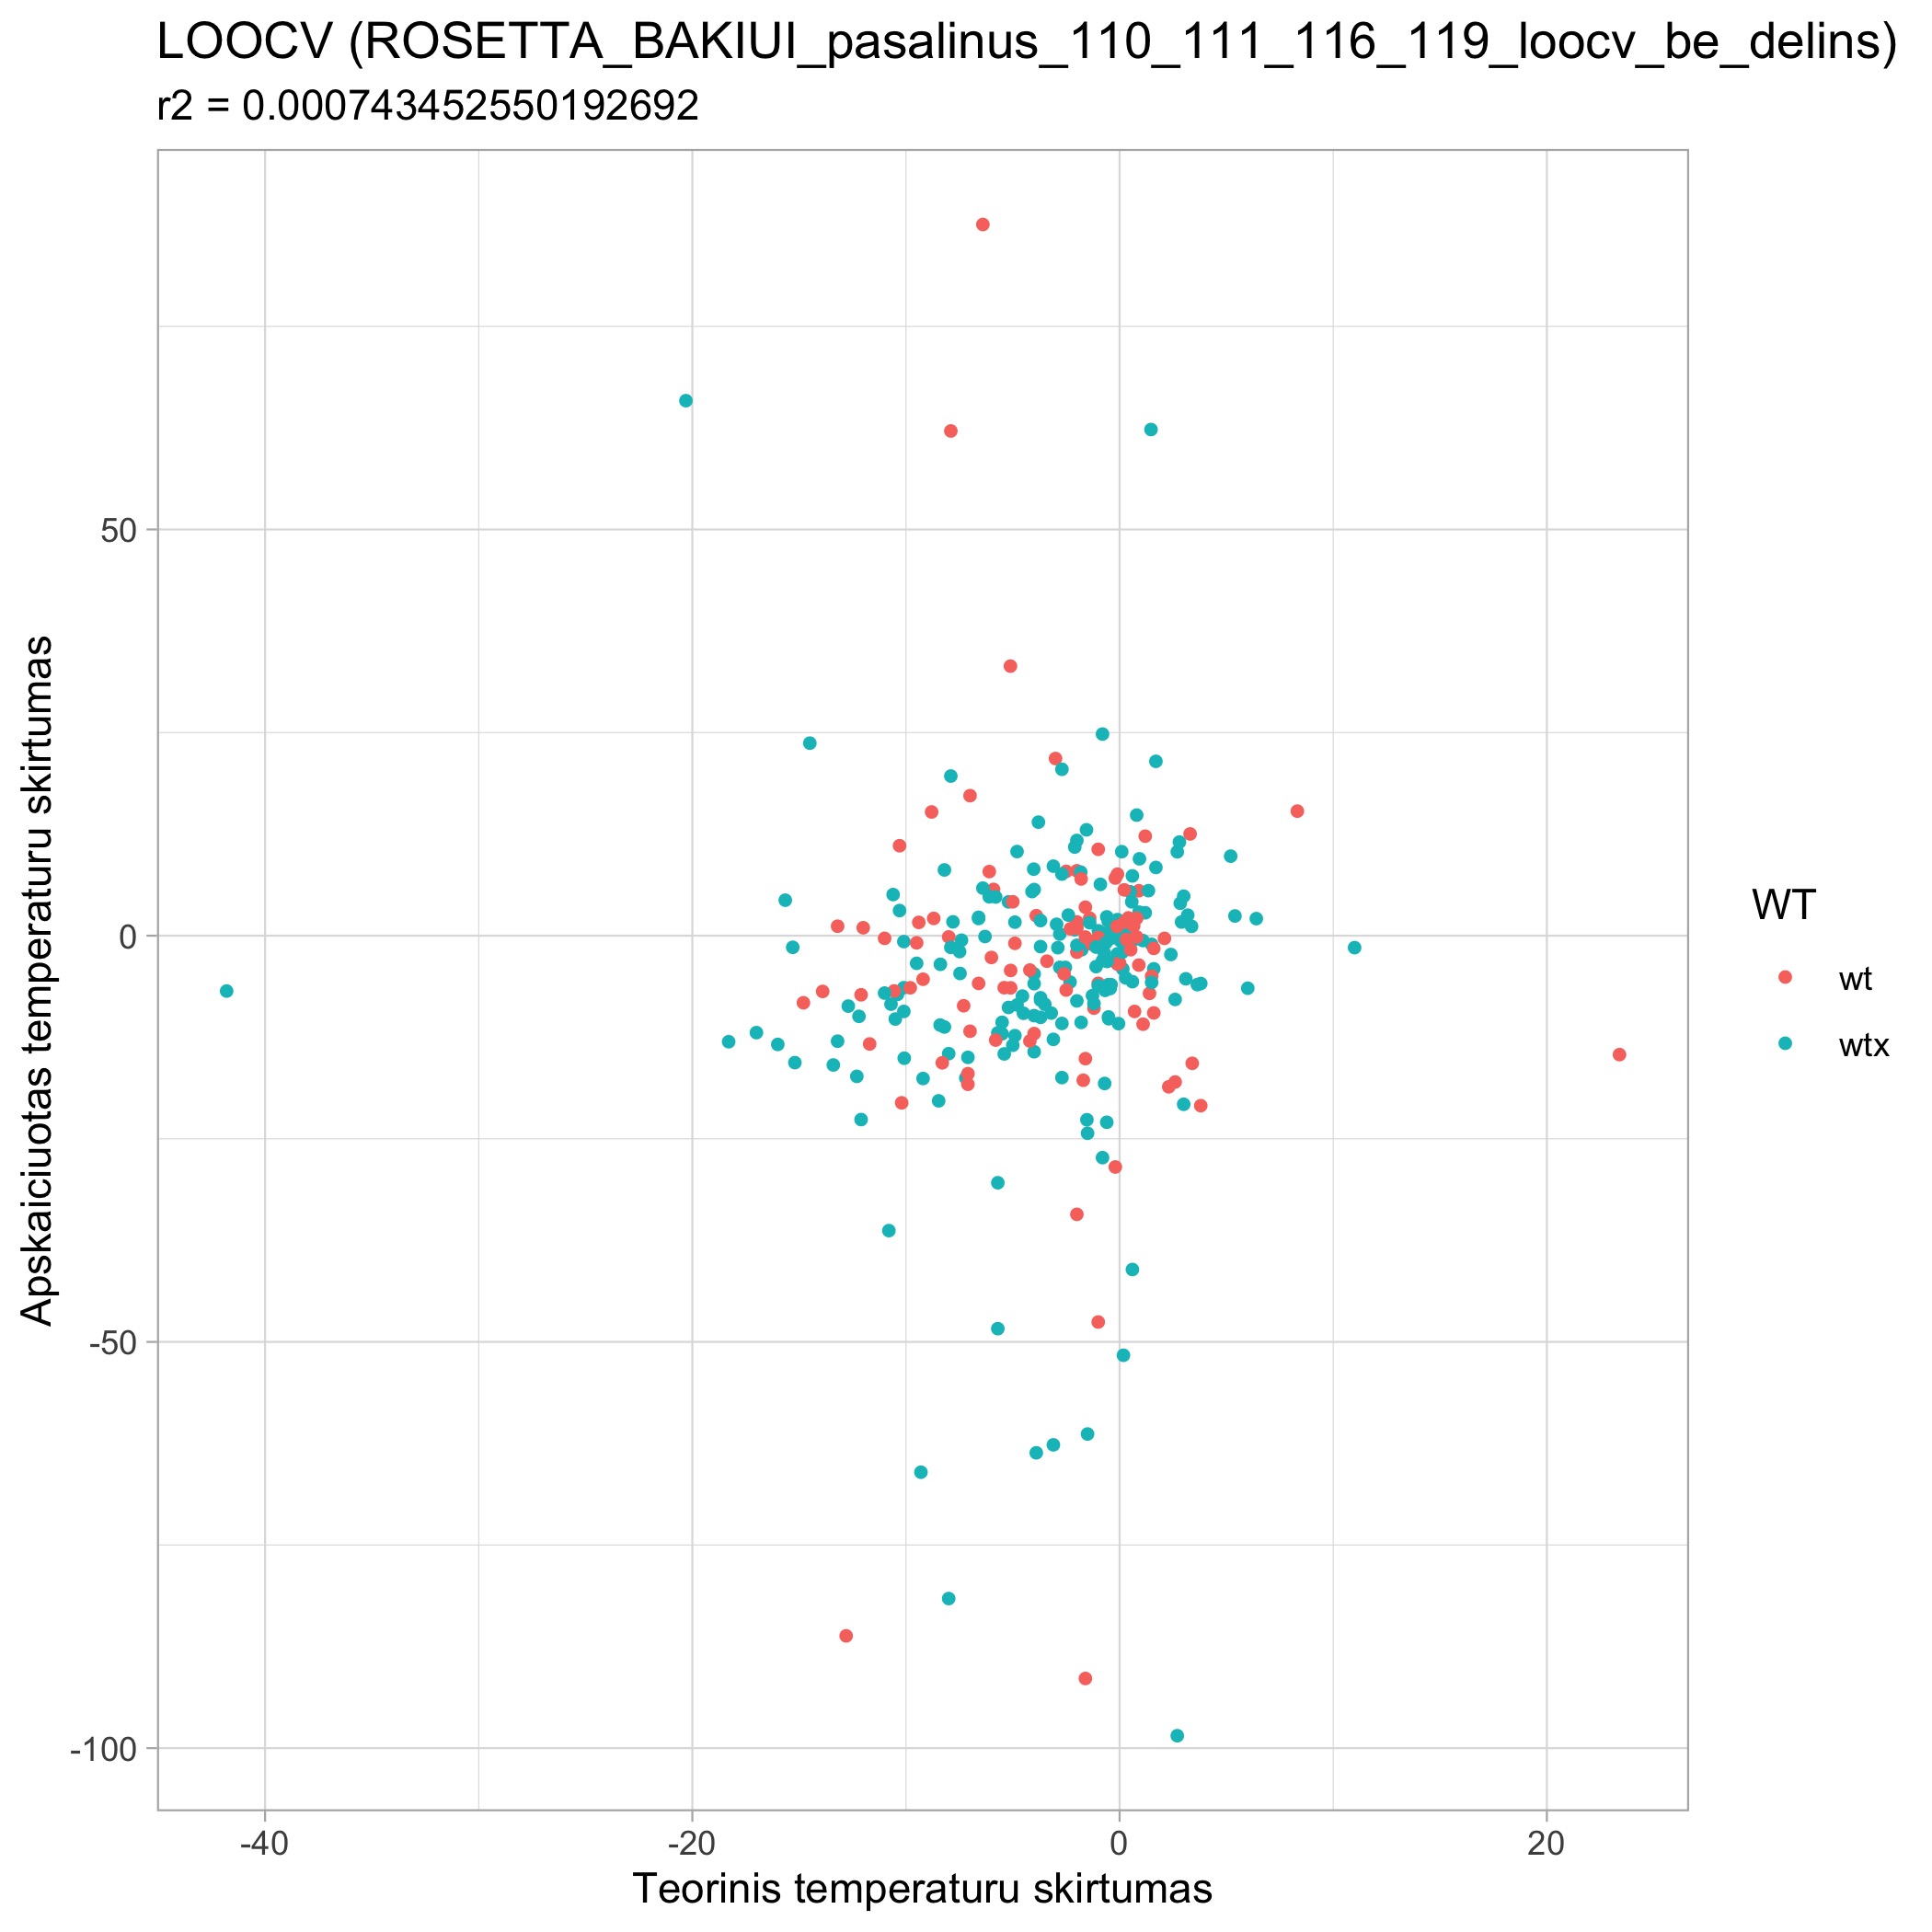 LOOCV (ROSETTA_BAKIUI_pasalinus_110_111_116_119_loocv_be_delins)
r2 = 0.000743452550192692
Apskaiciuotas temperaturu skirtumas
50
0
-50
-100
-40
-20
0
20
Teorinis temperaturu skirtumas
WT
wt
wtx